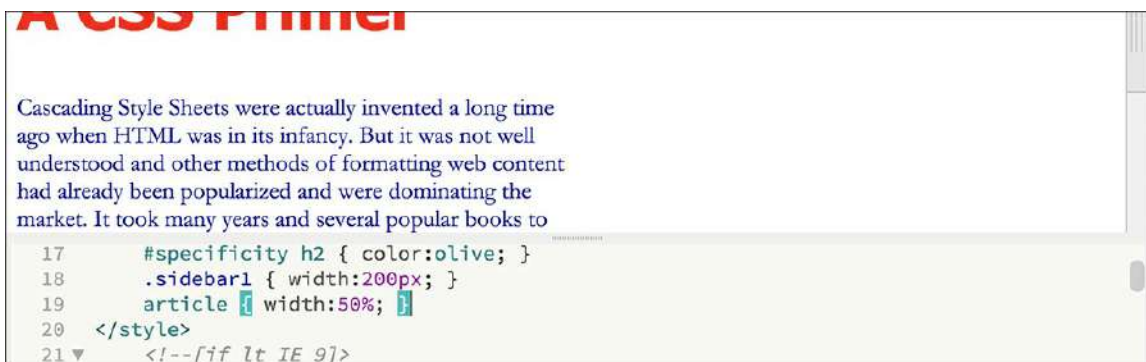 A CSS Primer
Cascading Style Sheets were actually invented a long time
ago when HTML was in its infancy. But it was not well
understood and other methods of formatting web content
had already been popularized and were dominating the
market. It took many years and several popular books to
17 #specificity h2 { color:olive; }
18 .sidebar1 { width:200px; }
19 article { width:50%; }
20 </style>
21 ▼ <!--[if lt IE 9]>